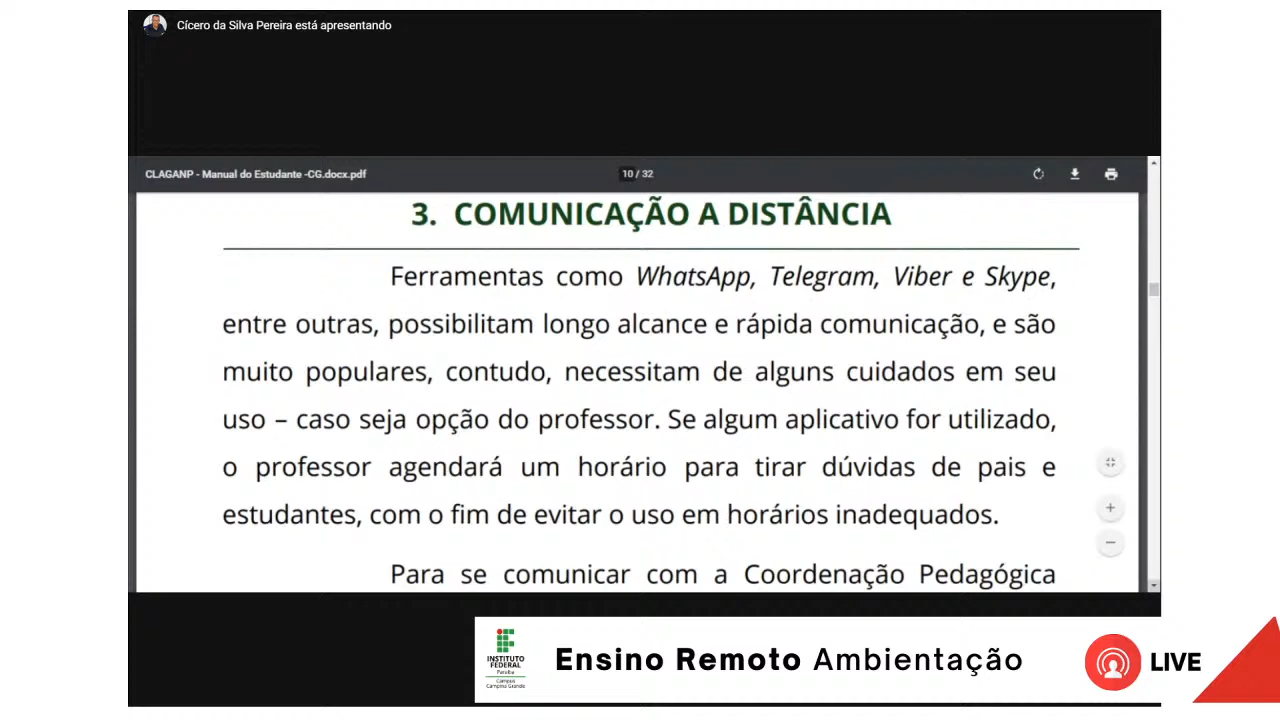 Cícero da Silva Pereira está apresentando
CLAGANP - Manual do Estudante -CG.docx.pdf
10 / 32
3. COMUNICAÇÃO A DISTÂNCIA
Ferramentas como WhatsApp, Telegram, Viber e Skype,
entre outras, possibilitam longo alcance e rápida comunicação, e são
muito populares, contudo, necessitam de alguns cuidados em seu
uso – caso seja opção do professor. Se algum aplicativo for utilizado,
o professor agendará um horário para tirar dúvidas de pais e
estudantes, com o fim de evitar o uso em horários inadequados.
Para se comunicar com a Coordenação Pedagógica
INSTITUTO
FEDERAL
Paraíba
Campus
Campina Grande
Ensino Remoto Ambientação
LIVE